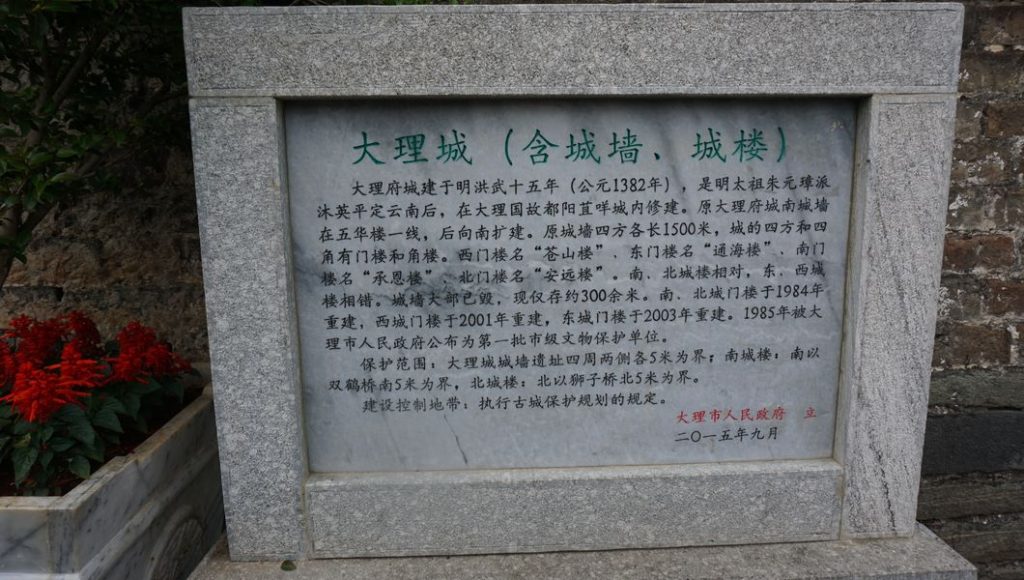 大理城（含城墙、城楼）
大理府城建于明洪武十五年（公元1382年），是明太祖朱元璋派
沐英平定云南后，在大理国故都阳苴咩城内修建。原大理府城南城墙
在五华楼一线，后向南扩建。原城墙四方各长1500米，城的四方和四
角有门楼和角楼。西门楼名“苍山楼”、东门楼名“通海楼”、南门
楼名“承恩楼”、北门楼名“安远楼”。南、北城楼相对，东、西城
楼相错。城墙大部已毁，现仅存约300余米。南、北城门楼于1984年
重建，西城门楼于2001年重建，东城门楼于2003年重建。1985年被大
理市人民政府公布为第一批市级文物保护单位。
保护范围：大理城城墙遗址四周两侧各5米为界；南城楼：南以
双鹤桥南5米为界，北城楼：北以狮子桥北5米为界。
建设控制地带：执行古城保护规划的规定。
大理市人民政府 立
二〇一五年九月